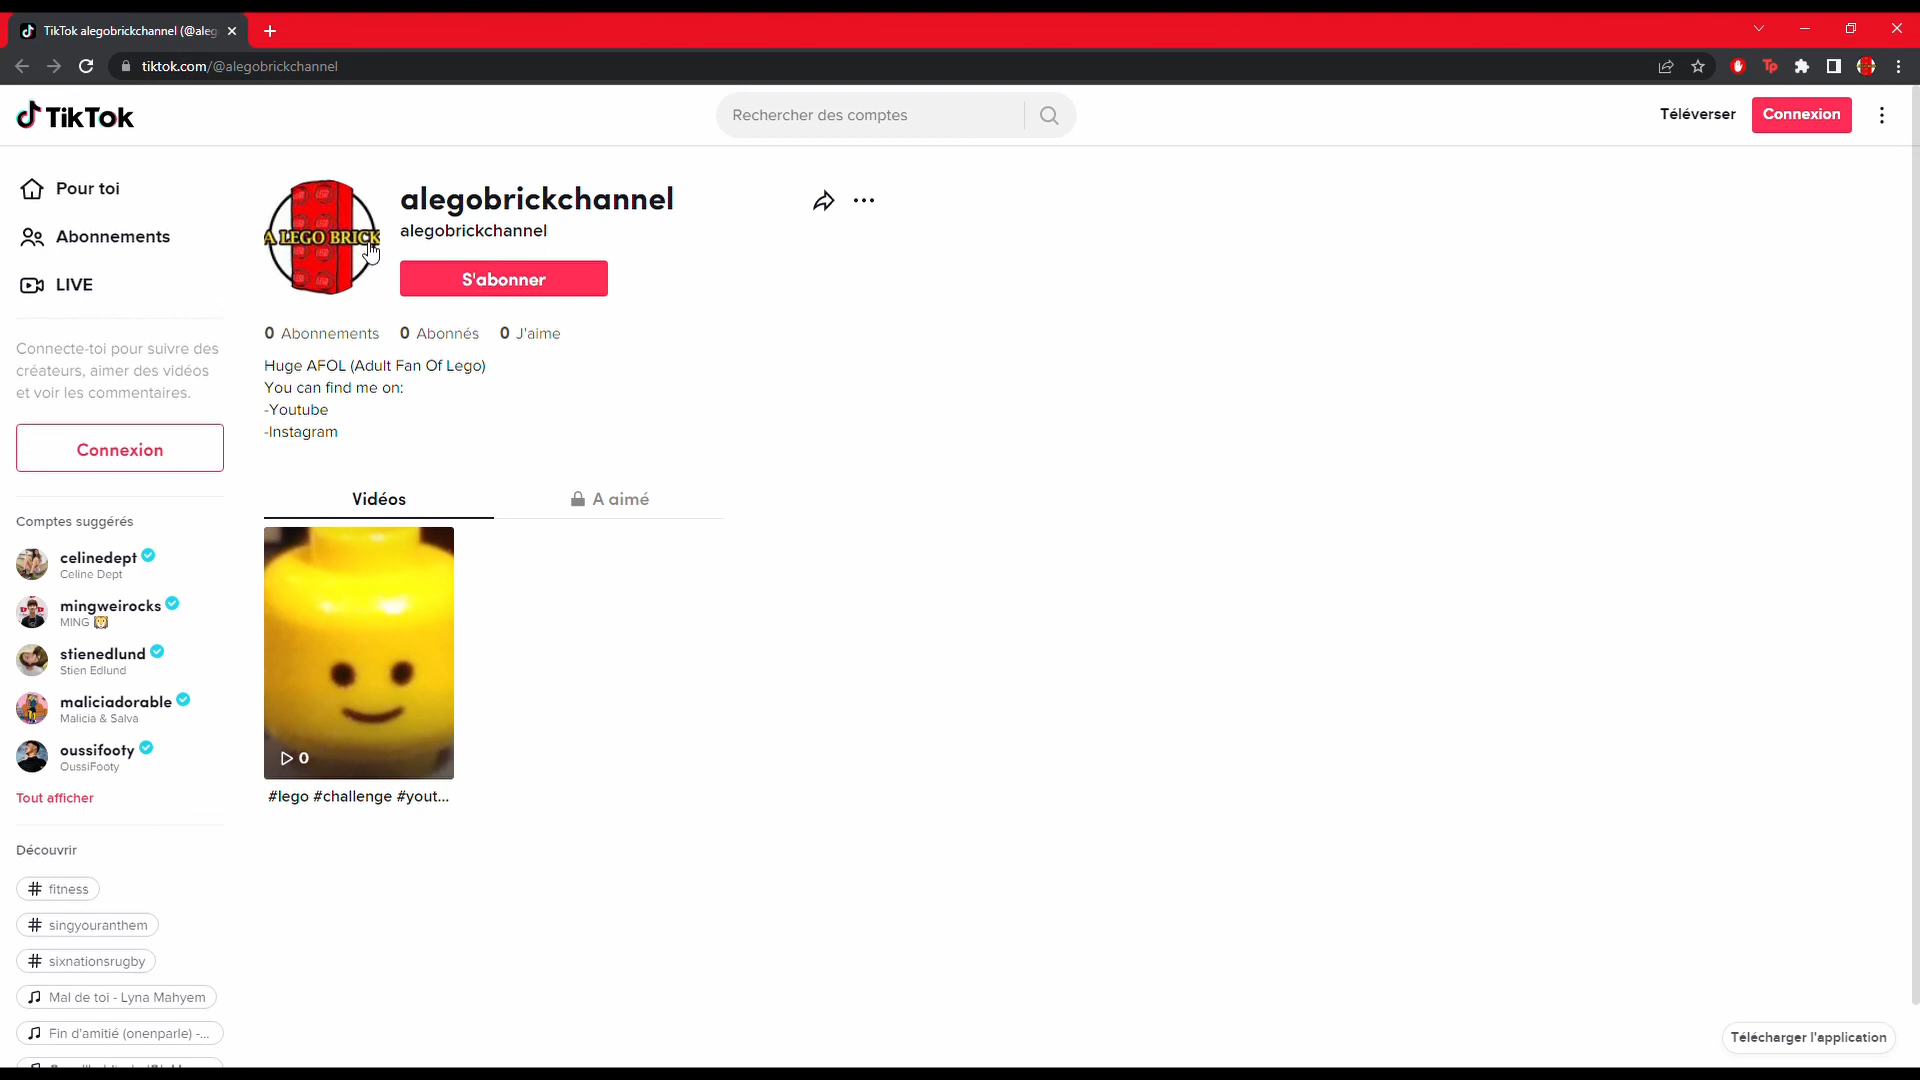 TikTok alegobrickchannel (@aleg
tiktok.com/@alegobrickchannel
TikTok
Rechercher des comptes
Téléverser
Connexion
Pour toi
Abonnements
LIVE
Connecte-toi pour suivre des
créateurs, aimer des vidéos
et voir les commentaires.
Connexion
Comptes suggérés
celinedept
Celine Dept
mingweirocks
MING
stienedlund
Stien Edlund
maliciadorable
Malicia & Salva
oussifooty
OussiFooty
Tout afficher
Découvrir
# fitness
# singyouranthem
# sixnationsrugby
Mal de toi - Lyna Mahyem
Fin d'amitié (onenparle) -...
A LEGO BRICK
alegobrickchannel
alegobrickchannel
S'abonner
0 Abonnements 0 Abonnés 0 J'aime
Huge AFOL (Adult Fan Of Lego)
You can find me on:
-Youtube
-Instagram
Vidéos
A aimé
0
#lego #challenge #yout...
Télécharger l'application